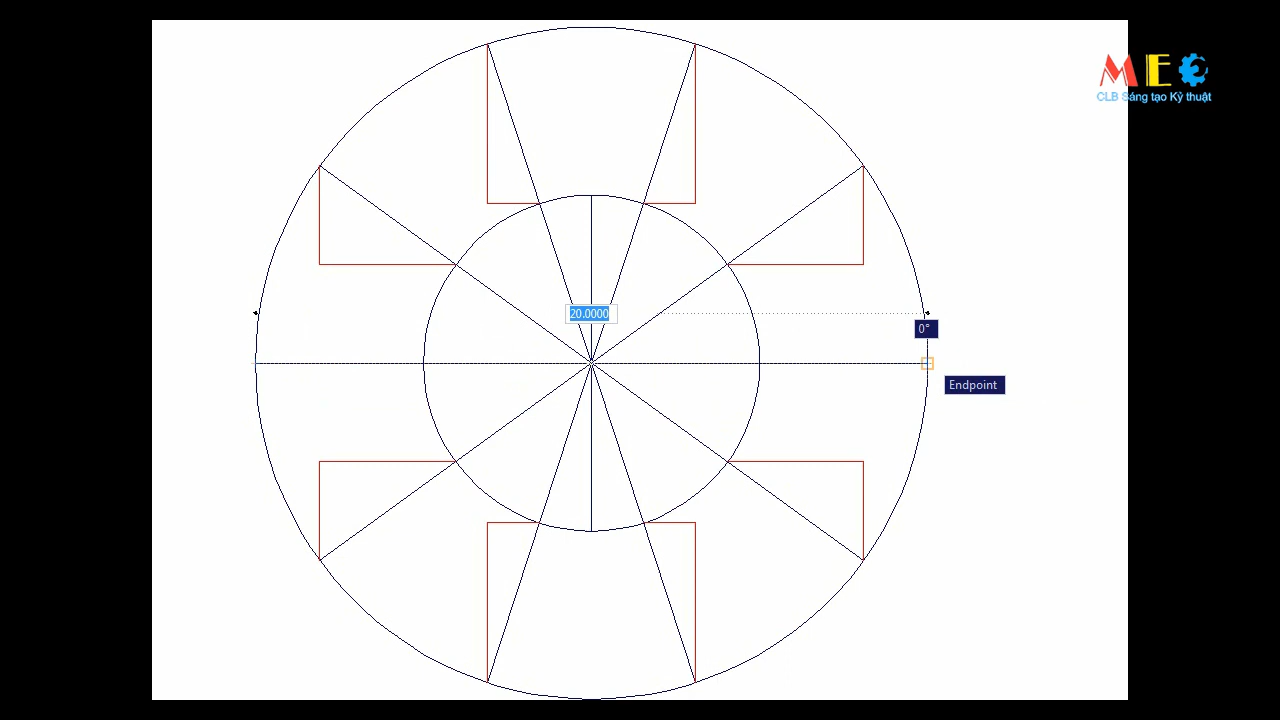 MEC
CLB Sáng tạo Kỹ thuật
20.0000
0°
Endpoint